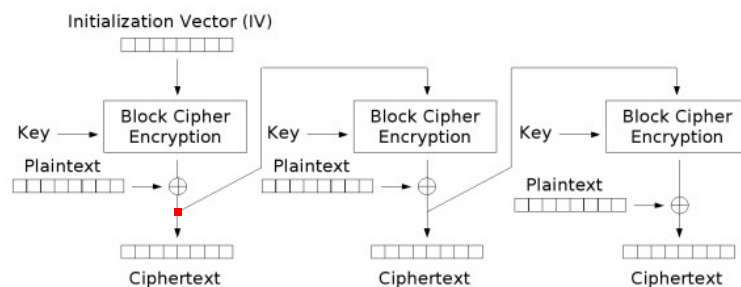 Initialization Vector (IV)
Block Cipher
Encryption
Key
Plaintext
Ciphertext
Block Cipher
Encryption
Key
Plaintext
Ciphertext
Block Cipher
Encryption
Key
Plaintext
Ciphertext